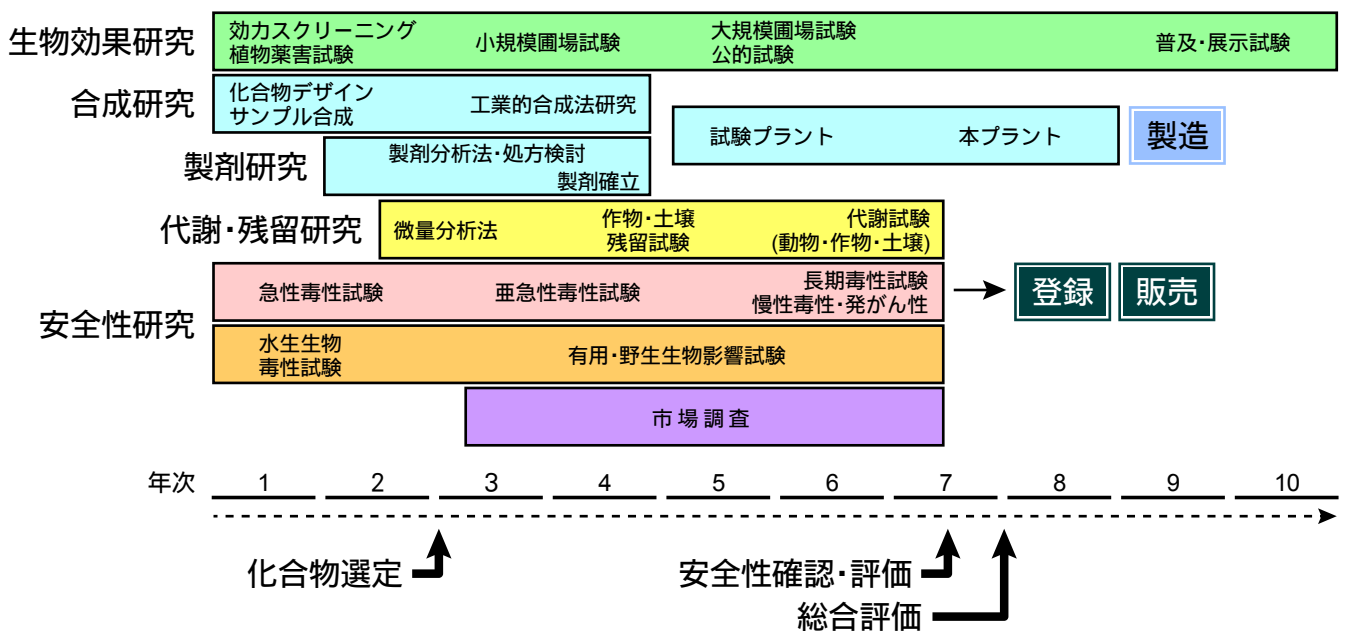 生物効果研究
効力スクリーニング
植物薬害試験
小規模圃場試験
大規模圃場試験
公的試験
普及・展示試験
合成研究
化合物デザイン
サンプル合成
工業的合成法研究
試験プラント
本プラント
製造
製剤研究
製剤分析法・処方検討
製剤確立
代謝・残留研究
微量分析法
作物・土壌
残留試験
代謝試験
(動物・作物・土壌)
安全性研究
急性毒性試験
亜急性毒性試験
長期毒性試験
慢性毒性・発がん性
登録
販売
水生生物
毒性試験
有用・野生生物影響試験
市場調査
年次 1 2 3 4 5 6 7 8 9 10
化合物選定
安全性確認・評価
総合評価